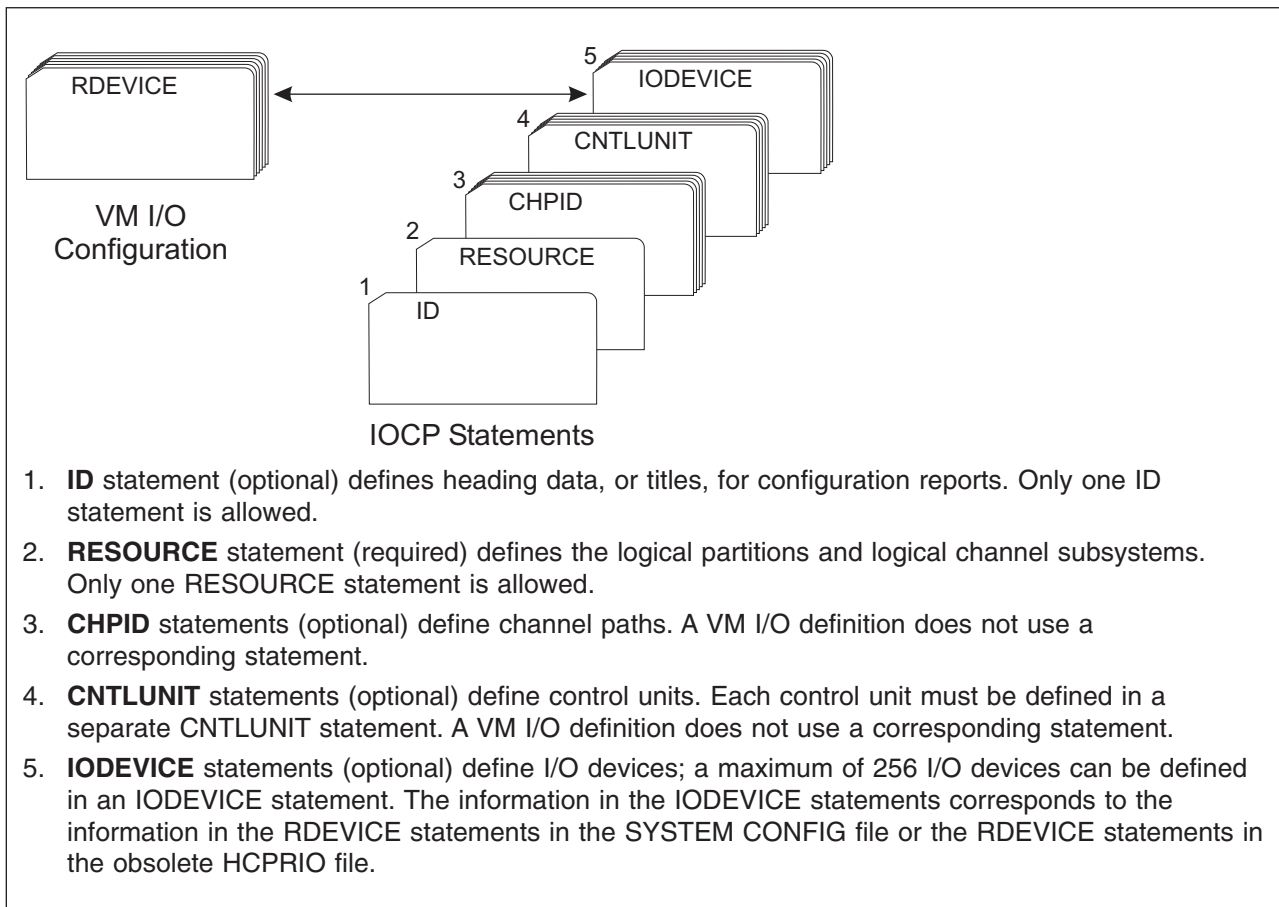 RDEVICE
VM I/O
Configuration
5
IODEVICE
4
CNTLUNIT
3
CHPID
2
RESOURCE
1
ID
IOCP Statements
1. ID statement (optional) defines heading data, or titles, for configuration reports. Only one ID
statement is allowed.
2. RESOURCE statement (required) defines the logical partitions and logical channel subsystems.
Only one RESOURCE statement is allowed.
3. CHPID statements (optional) define channel paths. A VM I/O definition does not use a
corresponding statement.
4. CNTLUNIT statements (optional) define control units. Each control unit must be defined in a
separate CNTLUNIT statement. A VM I/O definition does not use a corresponding statement.
5. IODEVICE statements (optional) define I/O devices; a maximum of 256 I/O devices can be defined
in an IODEVICE statement. The information in the IODEVICE statements corresponds to the
information in the RDEVICE statements in the SYSTEM CONFIG file or the RDEVICE statements in
the obsolete HCPRIO file.